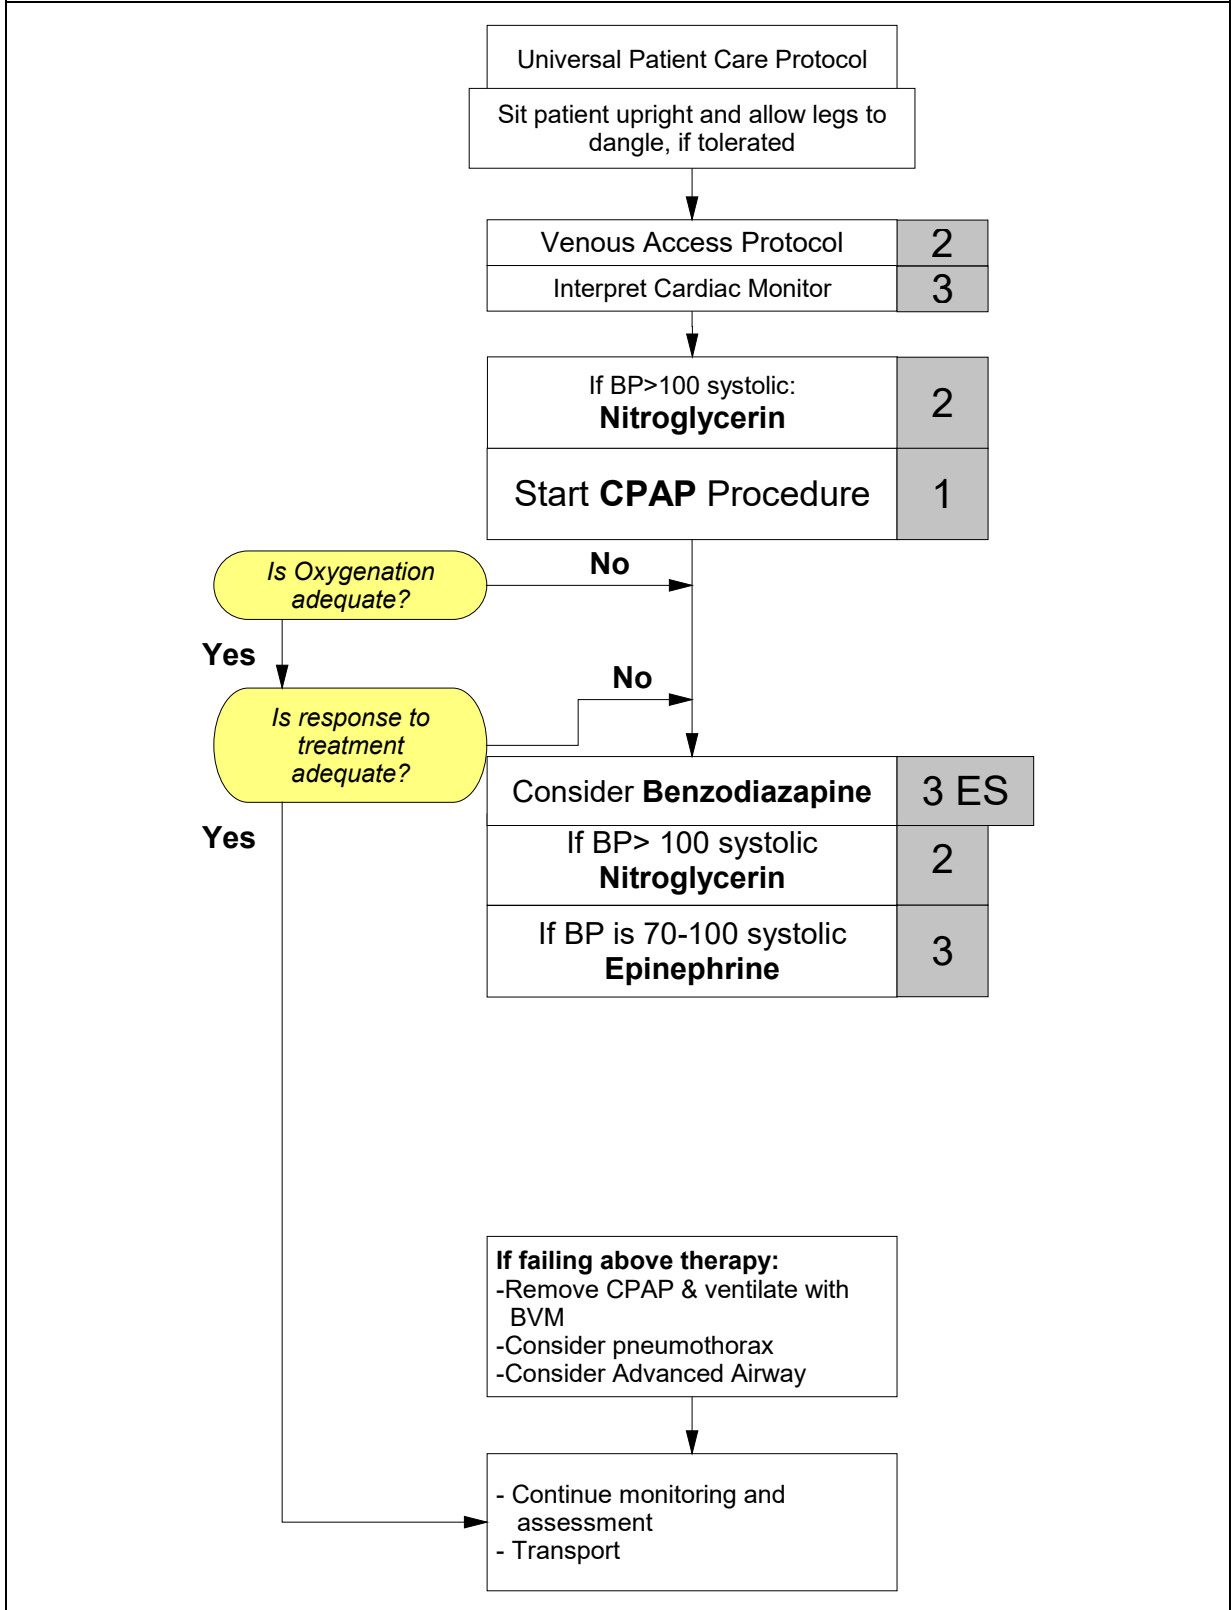 Universal Patient Care Protocol
Sit patient upright and allow legs to
dangle, if tolerated
Venous Access Protocol
2
Interpret Cardiac Monitor
3
If BP>100 systolic:
Nitroglycerin
2
Start CPAP Procedure
1
Is Oxygenation
adequate?
No
Yes
Is response to
treatment
adequate?
No
Yes
Consider Benzodiazapine
3 ES
If BP> 100 systolic
Nitroglycerin
2
If BP is 70-100 systolic
Epinephrine
3
If failing above therapy:
-Remove CPAP & ventilate with
BVM
-Consider pneumothorax
-Consider Advanced Airway
- Continue monitoring and
assessment
- Transport